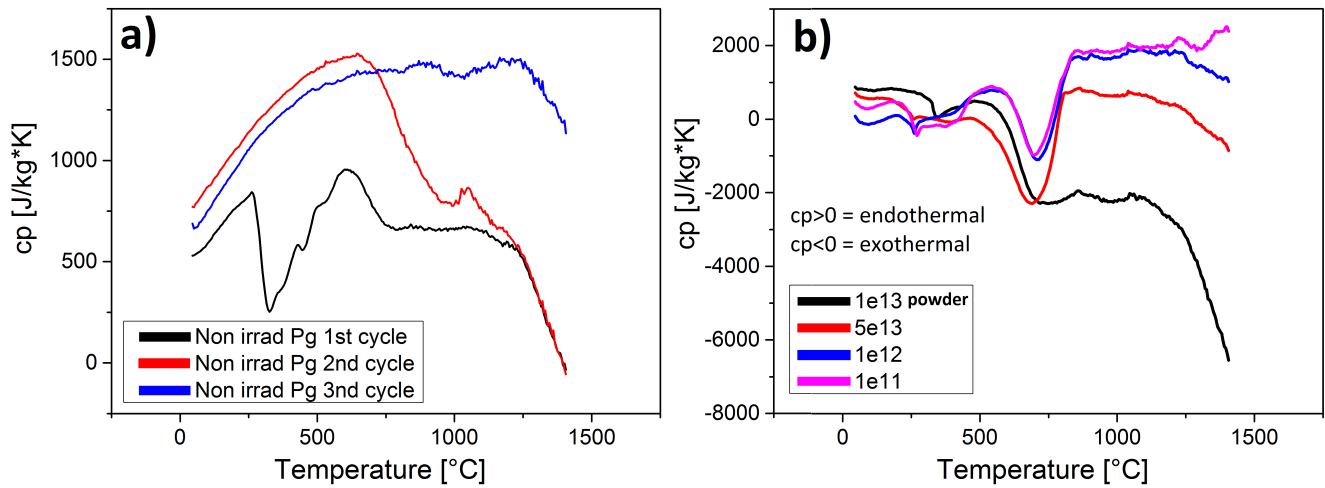 a)
1500
1000
500
0
cp [J/kg*K]
Non irrad Pg 1st cycle
Non irrad Pg 2nd cycle
Non irrad Pg 3nd cycle
0 500 1000 1500
Temperature [°C]
b)
2000
0
-2000
-4000
-6000
-8000
cp [J/kg*K]
cp>0 = endothermal
cp<0 = exothermal
1e13 powder
5e13
1e12
1e11
0 500 1000 1500
Temperature [°C]